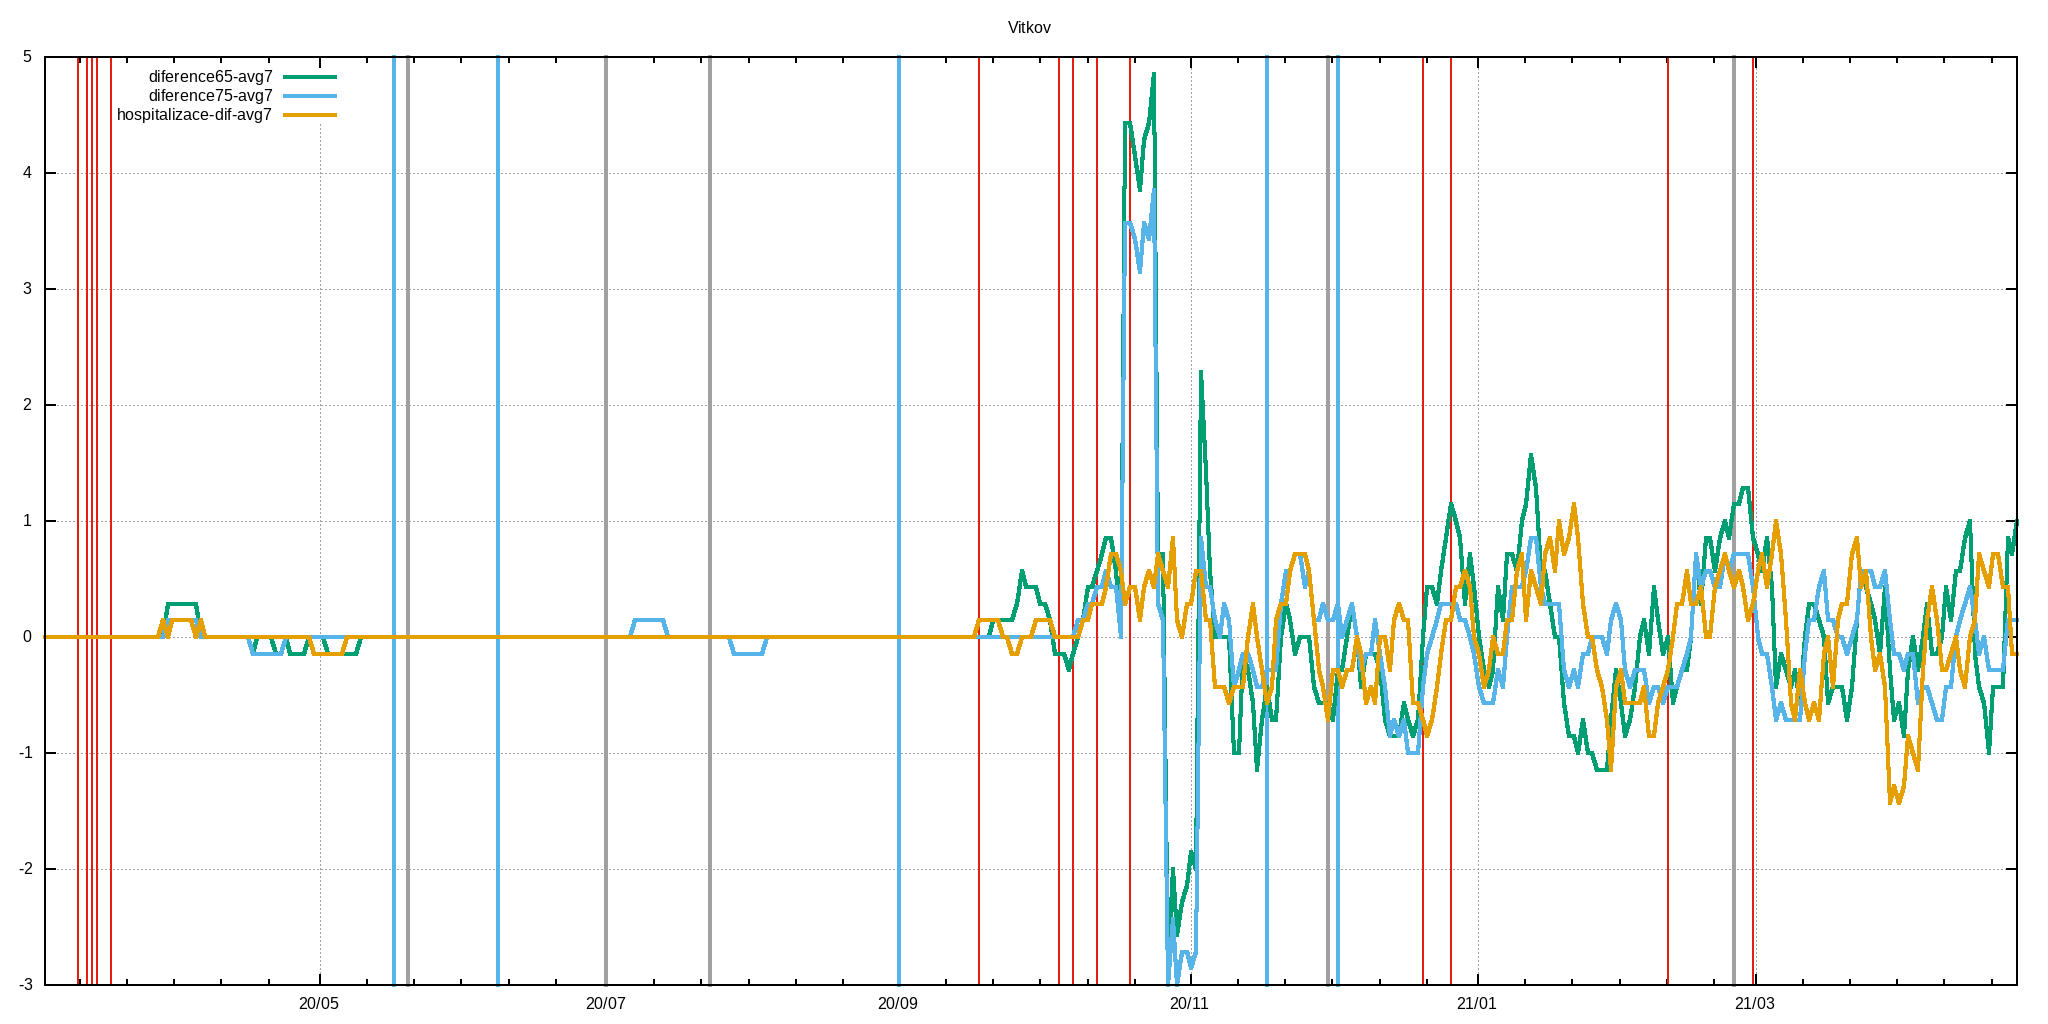 Vitkov
5
diference65-avg7
diference75-avg7
hospitalizace-dif-avg7
4
3
2
1
0
-1
-2
-3
20/05 20/07 20/09 20/11 21/01 21/03